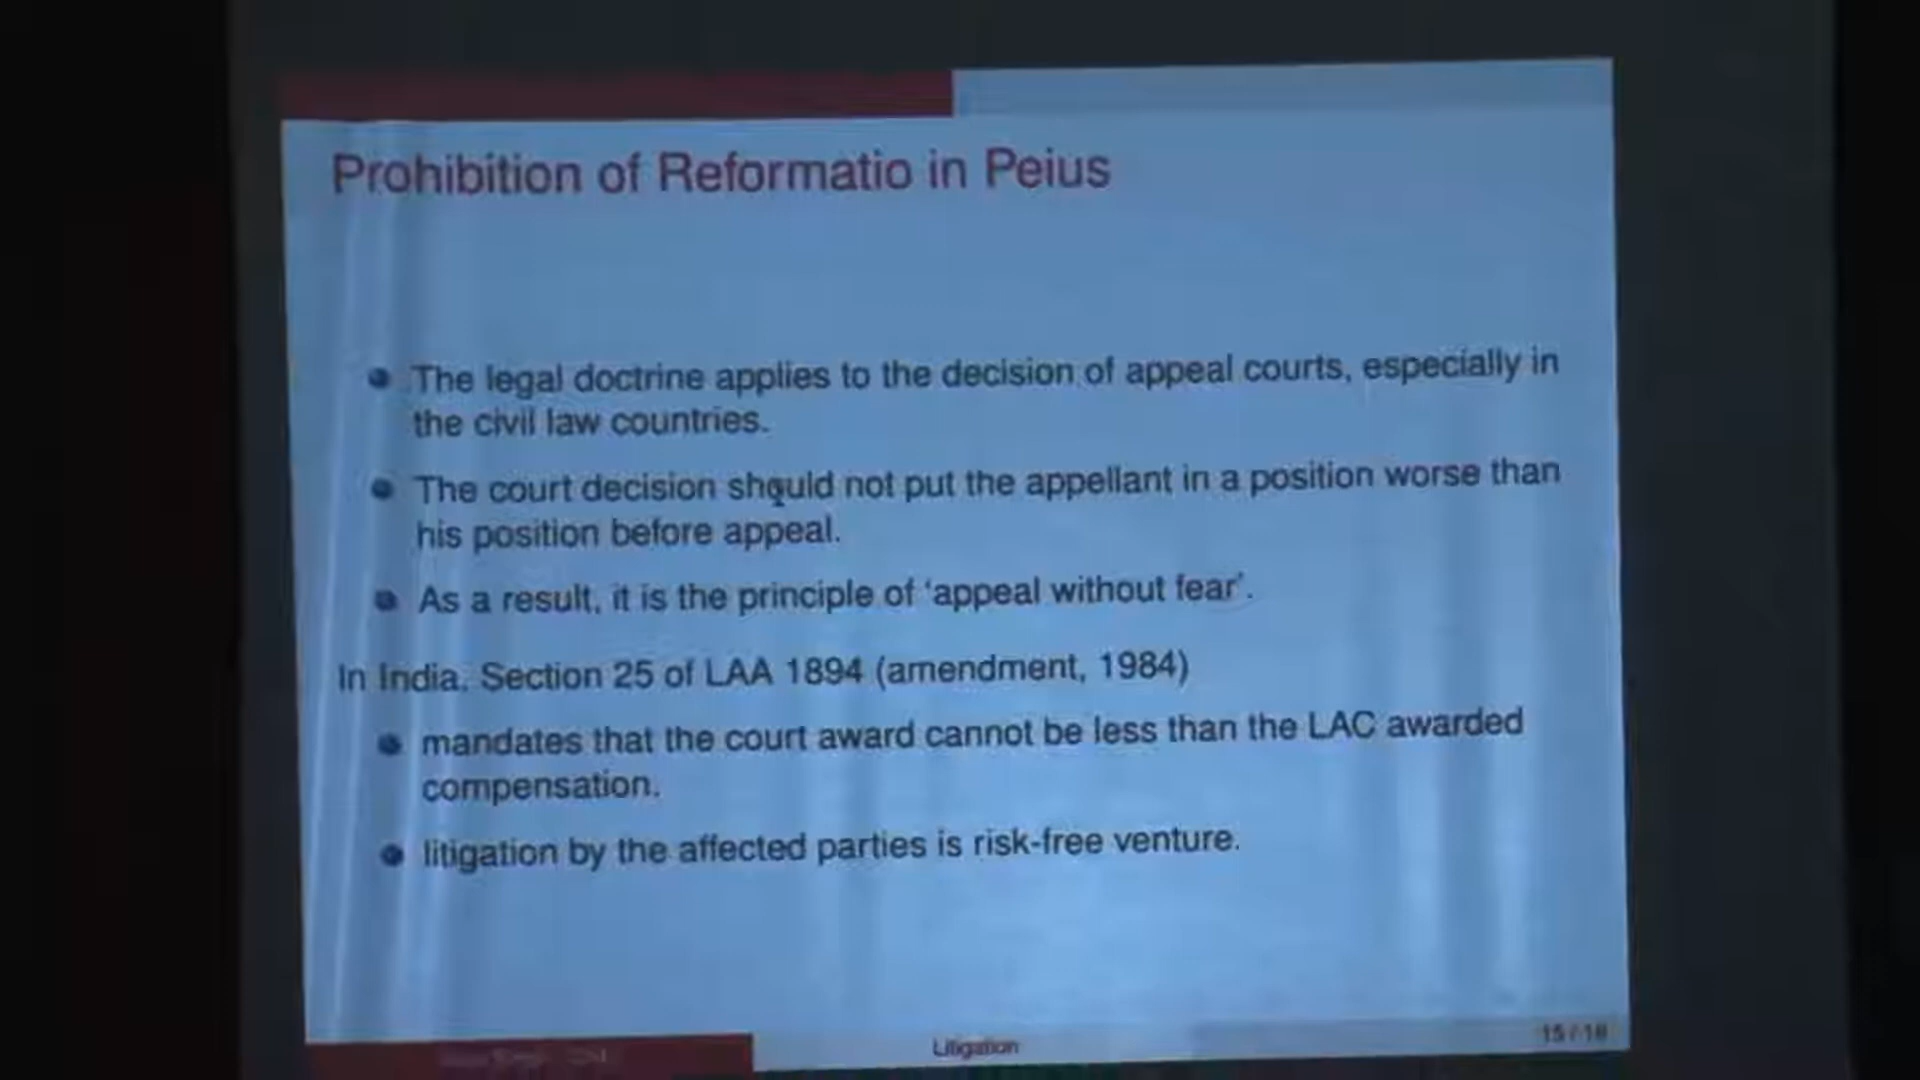 Prohibition of Reformatio in Peius
The legal doctrine applies to the decision of appeal courts, especially in
the civil law countries.
The court decision should not put the appellant in a position worse than
his position before appeal.
As a result, it is the principle of 'appeal without fear'.
In India, Section 25 of LAA 1894 (amendment, 1984)
mandates that the court award cannot be less than the LAC awarded
compensation.
litigation by the affected parties is risk-free venture.
Litigation